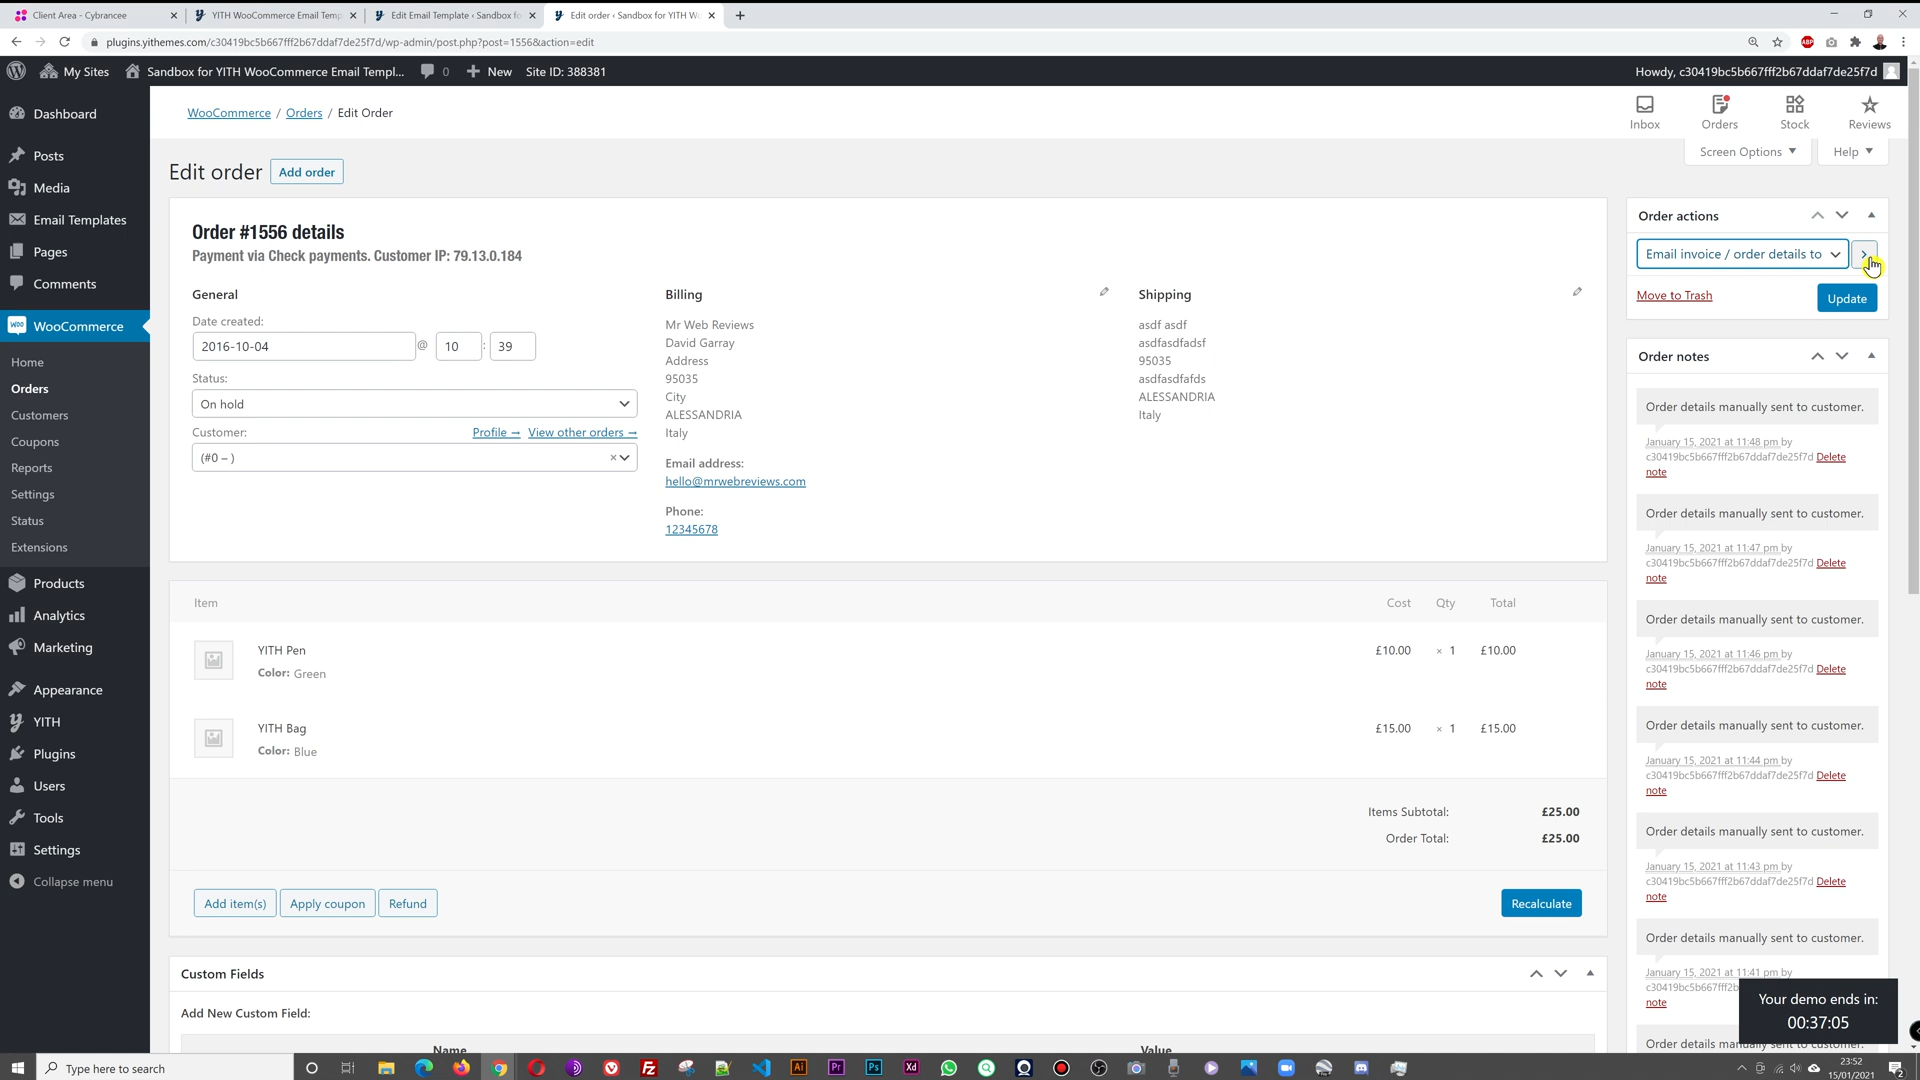 Client Area - Cybrancee
YITH WooCommerce Email Temp
Edit Email Template ‹ Sandbox fo
Edit order ‹ Sandbox for YITH W
plugins.yithemes.com/c30419bc5b667fff2b67ddaf7de25f7d/wp-admin/post.php?post=1556&action=edit
My Sites
Sandbox for YITH WooCommerce Email Templ...
0
New
Site ID: 388381
Howdy, c30419bc5b667fff2b67ddaf7de25f7d
Dashboard
Posts
Media
Email Templates
Pages
Comments
WooCommerce
Home
Orders
Customers
Coupons
Reports
Settings
Status
Extensions
Products
Analytics
Marketing
Appearance
YITH
Plugins
Users
Tools
Settings
Collapse menu
WooCommerce / Orders / Edit Order
Inbox
Orders
Stock
Reviews
Screen Options
Help
Edit order
Add order
Order #1556 details
Payment via Check payments. Customer IP: 79.13.0.184
General
Date created:
2016-10-04 @ 10 : 39
Status:
On hold
Customer:
Profile →
View other orders →
(#0 – )
×
Billing
Mr Web Reviews
David Garray
Address
95035
City
ALESSANDRIA
Italy
Email address:
hello@mrwebreviews.com
Phone:
12345678
Shipping
asdf asdf
asdfasdfadsf
95035
asdfasdfafds
ALESSANDRIA
Italy
Item
Cost
Qty
Total
YITH Pen
£10.00
× 1
£10.00
Color: Green
YITH Bag
£15.00
× 1
£15.00
Color: Blue
Items Subtotal:
£25.00
Order Total:
£25.00
Add item(s)
Apply coupon
Refund
Recalculate
Custom Fields
Add New Custom Field:
Name
Value
Order actions
Email invoice / order details to
Move to Trash
Update
Order notes
Order details manually sent to customer.
January 15, 2021 at 11:48 pm by
c30419bc5b667fff2b67ddaf7de25f7d Delete
note
Order details manually sent to customer.
January 15, 2021 at 11:47 pm by
c30419bc5b667fff2b67ddaf7de25f7d Delete
note
Order details manually sent to customer.
January 15, 2021 at 11:46 pm by
c30419bc5b667fff2b67ddaf7de25f7d Delete
note
Order details manually sent to customer.
January 15, 2021 at 11:44 pm by
c30419bc5b667fff2b67ddaf7de25f7d Delete
note
Order details manually sent to customer.
January 15, 2021 at 11:43 pm by
c30419bc5b667fff2b67ddaf7de25f7d Delete
note
Order details manually sent to customer.
January 15, 2021 at 11:41 pm by
c30419bc5b667fff2b
note
Order details manually sent to customer.
Your demo ends in:
00:37:05
Type here to search
23:52
15/01/2021